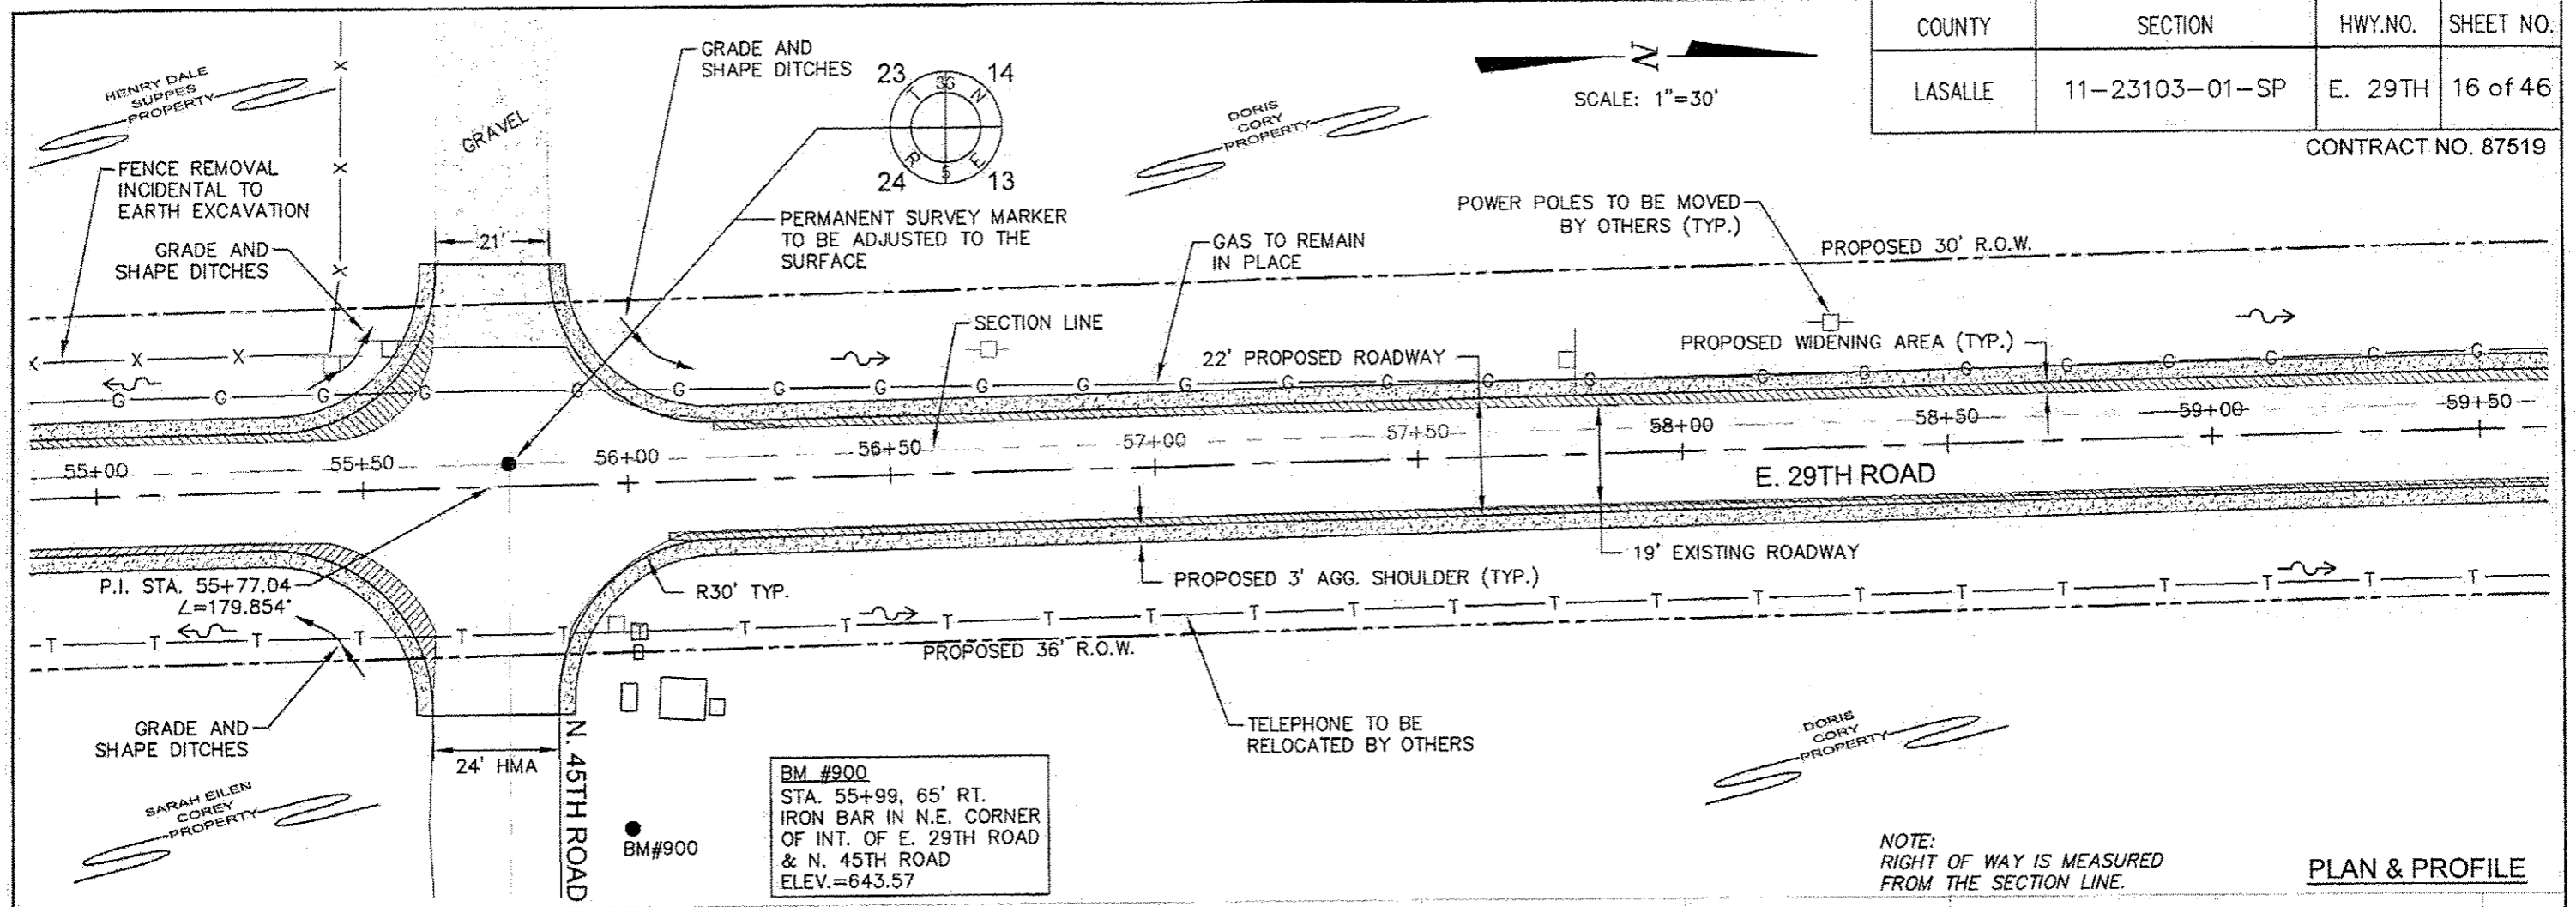 COUNTY SECTION HWY.NO. SHEET NO.
LASALLE 11-23103-01-SP E. 29TH 16 of 46
CONTRACT NO. 87519
HENRY DALE
SUPPES
PROPERTY
GRAVEL
GRADE AND
SHAPE DITCHES
23 14
24 13
T 36 N
R 5 E
N
SCALE: 1"=30'
DORIS
CORY
PROPERTY
FENCE REMOVAL
INCIDENTAL TO
EARTH EXCAVATION
GRADE AND
SHAPE DITCHES
21'
PERMANENT SURVEY MARKER
TO BE ADJUSTED TO THE
SURFACE
GAS TO REMAIN
IN PLACE
POWER POLES TO BE MOVED
BY OTHERS (TYP.)
PROPOSED 30' R.O.W.
SECTION LINE
22' PROPOSED ROADWAY
PROPOSED WIDENING AREA (TYP.)
X X X X X X
G G G G G G G G G G G G G G G G G G G G G G
55+00 55+50 56+00 56+50 57+00 57+50 58+00 58+50 59+00 59+50
E. 29TH ROAD
19' EXISTING ROADWAY
PROPOSED 3' AGG. SHOULDER (TYP.)
P.I. STA. 55+77.04
∠=179.854°
R30' TYP.
T T T T T T T T T T T T T T T T T T T T T T T T
PROPOSED 36' R.O.W.
GRADE AND
SHAPE DITCHES
24' HMA
N. 45TH ROAD
TELEPHONE TO BE
RELOCATED BY OTHERS
DORIS
CORY
PROPERTY
SARAH EILEN
COREY
PROPERTY
BM#900
BM #900
STA. 55+99, 65' RT.
IRON BAR IN N.E. CORNER
OF INT. OF E. 29TH ROAD
& N. 45TH ROAD
ELEV.=643.57
NOTE:
RIGHT OF WAY IS MEASURED
FROM THE SECTION LINE.
PLAN & PROFILE